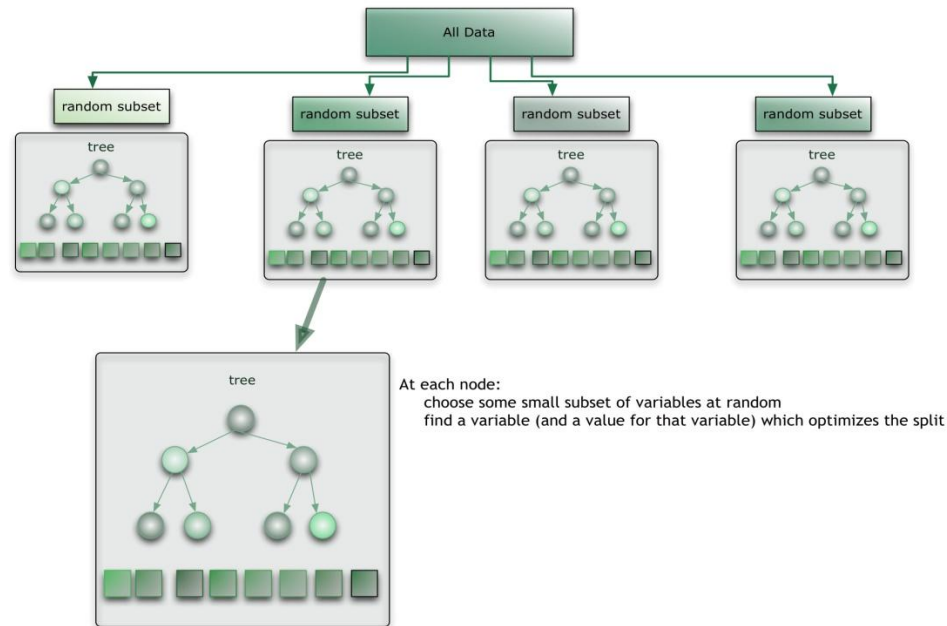 All Data
random subset
random subset
random subset
random subset
tree
tree
tree
tree
tree
At each node:
choose some small subset of variables at random
find a variable (and a value for that variable) which optimizes the split